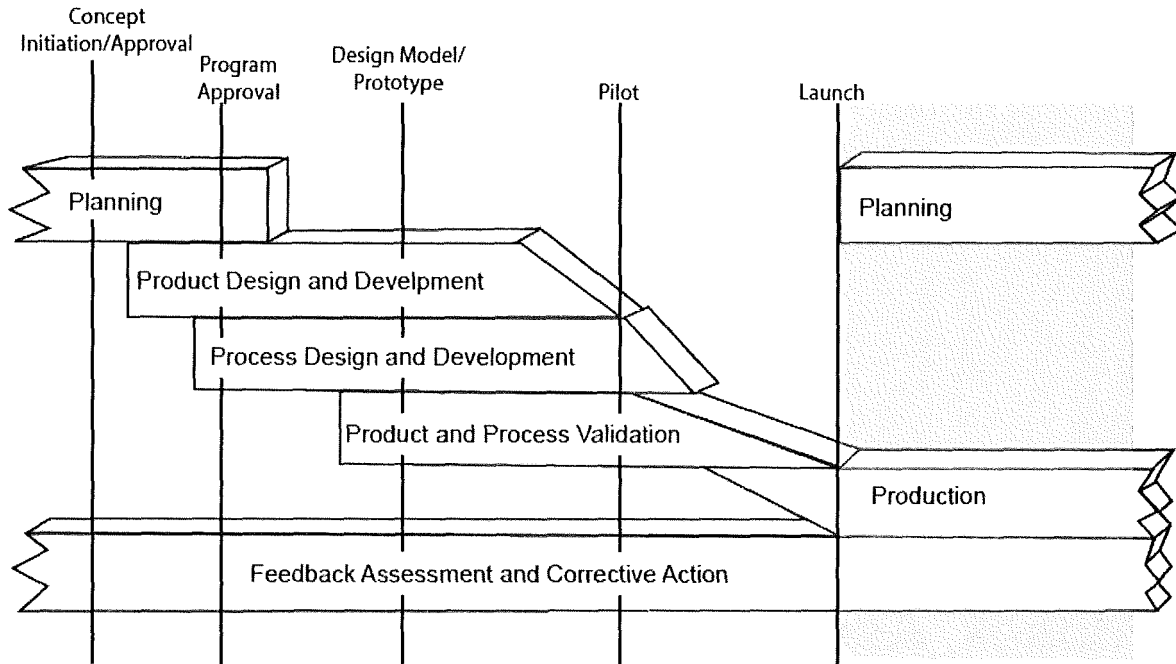 Concept
Initiation/Approval
Program
Approval
Design Model/
Prototype
Pilot
Launch
Planning
Planning
Product Design and Develpment
Process Design and Development
Product and Process Validation
Production
Feedback Assessment and Corrective Action